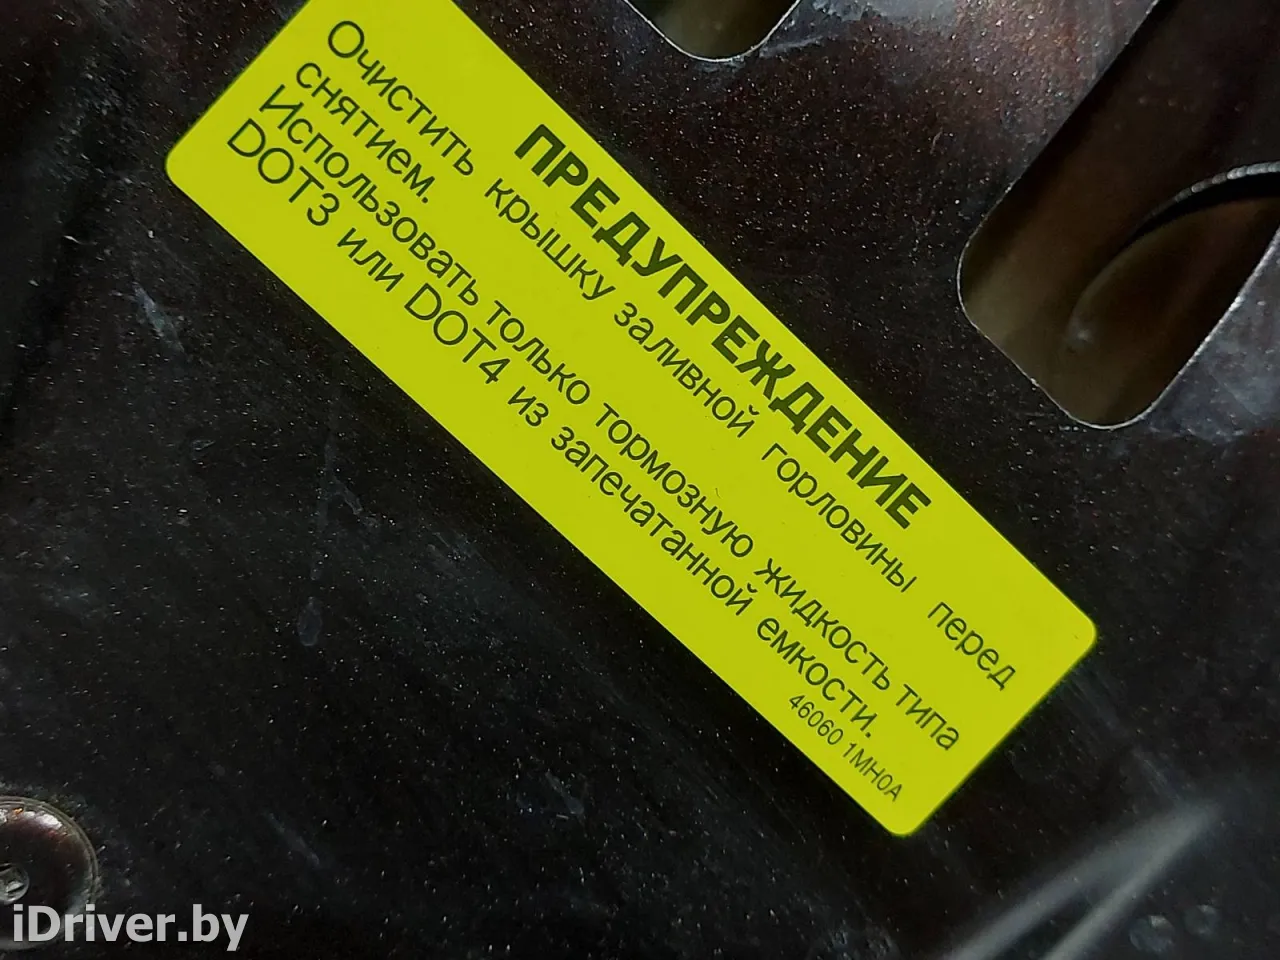 ПРЕДУПРЕЖДЕНИЕ
Очистить крышку заливной горловины перед
снятием.
Использовать только тормозную жидкость типа
DOT3 или DOT4 из запечатанной емкости.
46060 1MH0A
iDriver.by